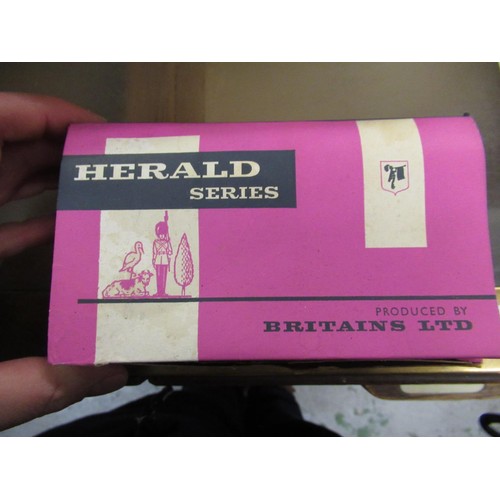 HERALD
SERIES
PRODUCED BY
BRITAINS LTD